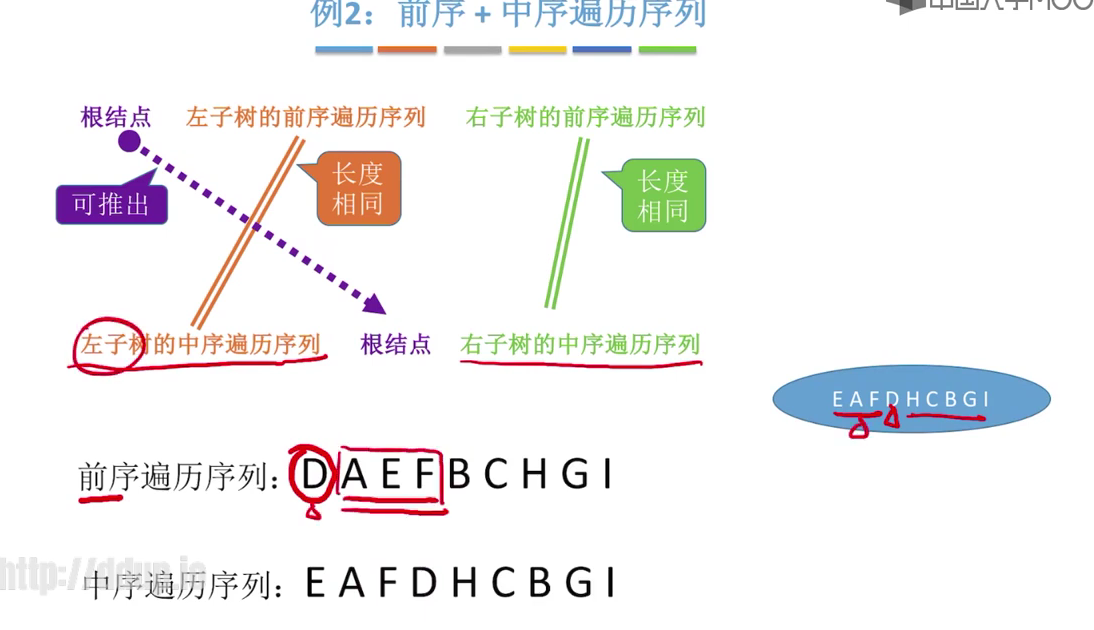 例2：前序 + 中序遍历序列
中国大学MOO
根结点 左子树的前序遍历序列 右子树的前序遍历序列
可推出
长度
相同
长度
相同
左子树的中序遍历序列 根结点 右子树的中序遍历序列
E A F D H C B G I
前序遍历序列：D A E F B C H G I
中序遍历序列：E A F D H C B G I